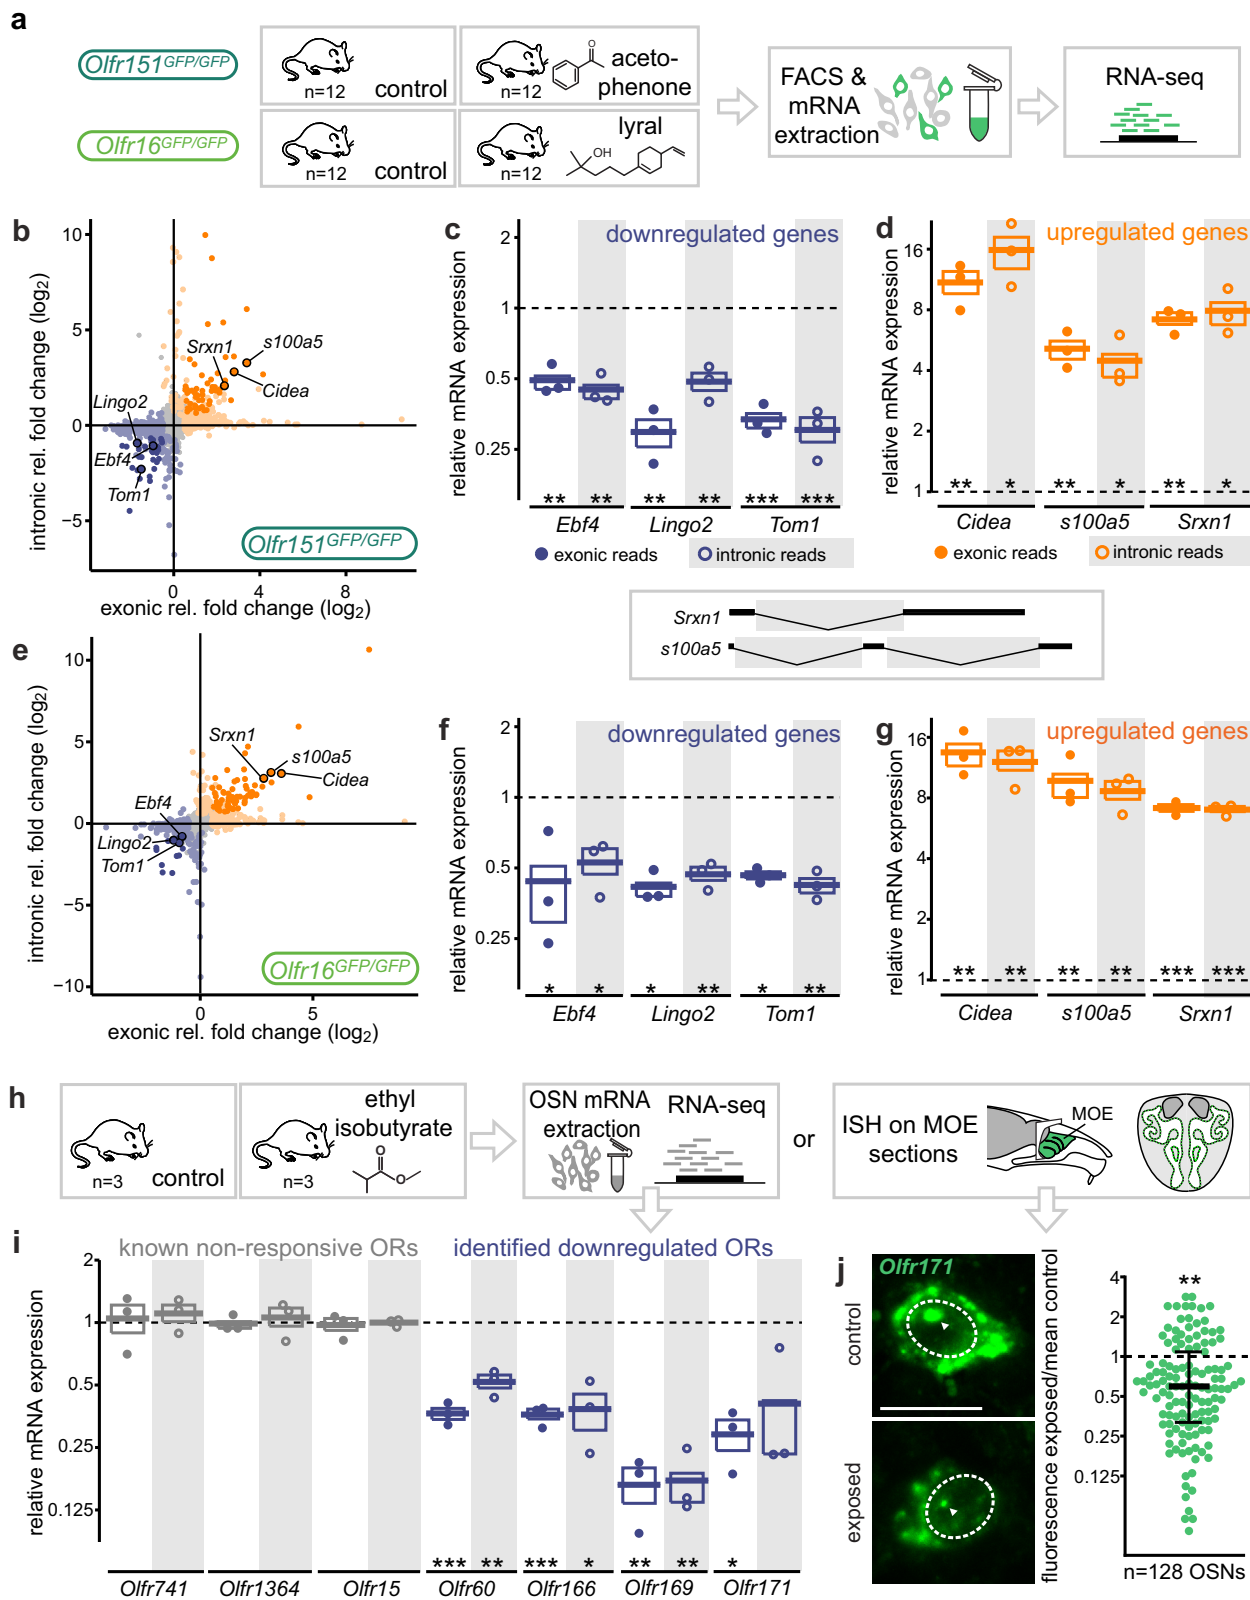 a
Olfr151GFP/GFP
n=12
control
n=12
aceto-
phenone
O
FACS &
mRNA
extraction
RNA-seq
Olfr16GFP/GFP
n=12
control
n=12
lyral
OH
b
intronic rel. fold change (log2)
10
5
0
−5
0
4
8
exonic rel. fold change (log2)
Srxn1
s100a5
Cidea
Lingo2
Ebf4
Tom1
Olfr151GFP/GFP
c
downregulated genes
relative mRNA expression
2
1
0.5
0.25
** ** ** ** *** ***
Ebf4 Lingo2 Tom1
exonic reads
intronic reads
d
upregulated genes
relative mRNA expression
16
8
4
2
1
** * ** * ** *
Cidea s100a5 Srxn1
exonic reads
intronic reads
Srxn1
s100a5
e
intronic rel. fold change (log2)
10
5
0
−5
−10
0
5
exonic rel. fold change (log2)
Srxn1
s100a5
Cidea
Ebf4
Lingo2
Tom1
Olfr16GFP/GFP
f
downregulated genes
relative mRNA expression
2
1
0.5
0.25
* * * ** * **
Ebf4 Lingo2 Tom1
g
upregulated genes
relative mRNA expression
16
8
4
2
1
** ** ** ** *** ***
Cidea s100a5 Srxn1
h
n=3
control
n=3
ethyl
isobutyrate
O
O
OSN mRNA
extraction
RNA-seq
or
ISH on MOE
sections
MOE
i
known non-responsive ORs
identified downregulated ORs
relative mRNA expression
2
1
0.5
0.25
0.125
*** ** *** * ** ** *
Olfr741 Olfr1364 Olfr15 Olfr60 Olfr166 Olfr169 Olfr171
j
Olfr171
control
exposed
fluorescence exposed/mean control
4
2
1
0.5
0.25
0.125
**
n=128 OSNs